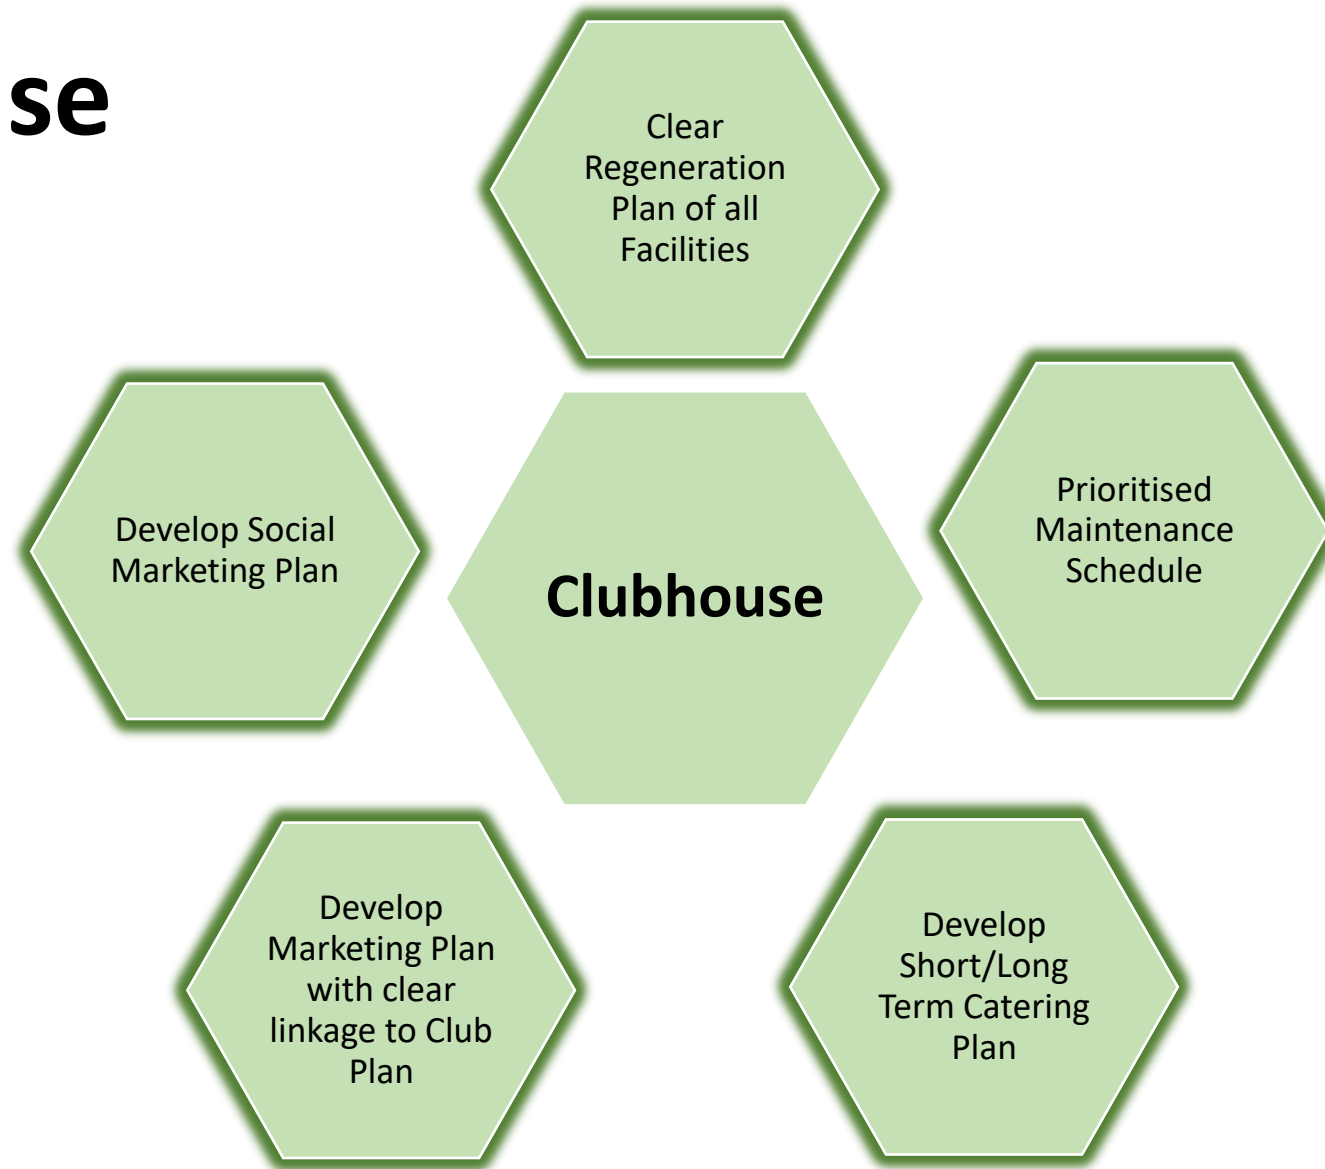 se
Clear
Regeneration
Plan of all
Facilities
Prioritised
Maintenance
Schedule
Develop Social
Marketing Plan
Clubhouse
Develop
Marketing Plan
with clear
linkage to Club
Plan
Develop
Short/Long
Term Catering
Plan